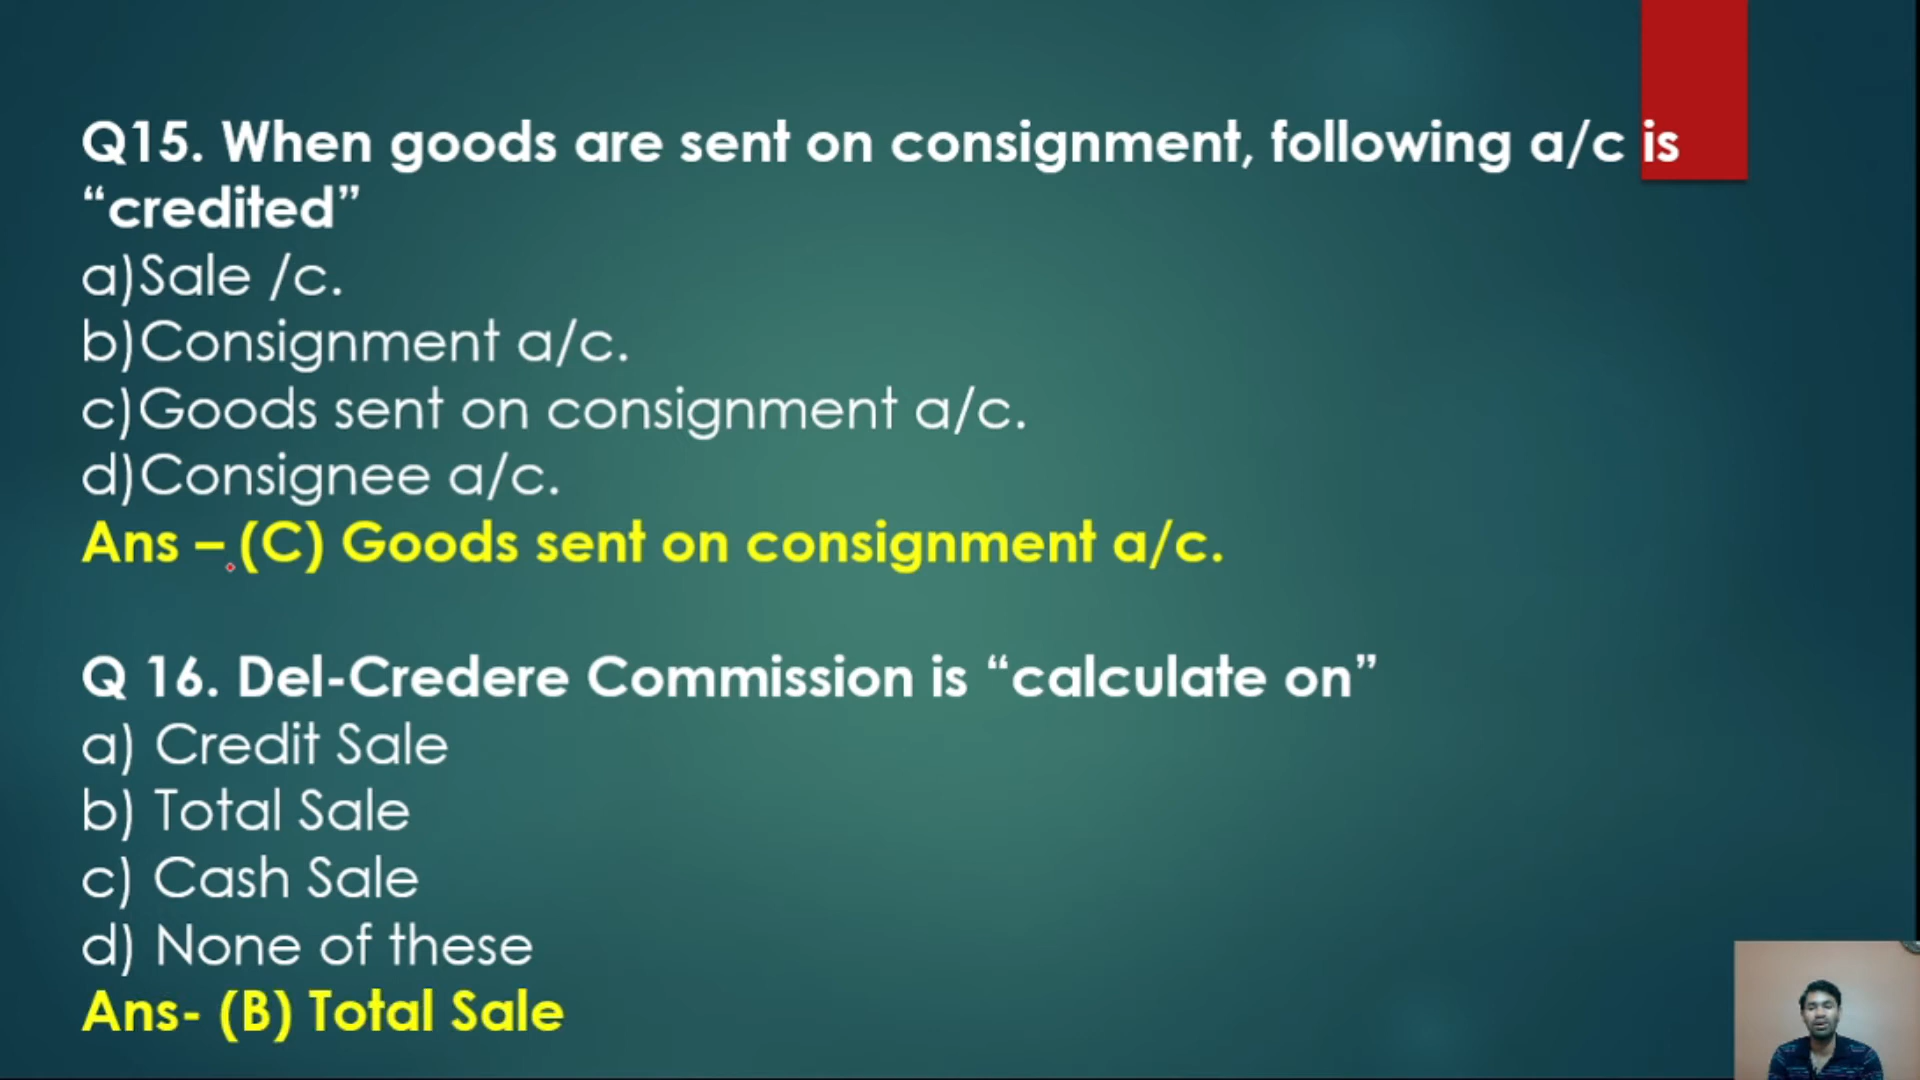 Q15. When goods are sent on consignment, following a/c is
“credited”
a)Sale /c.
b)Consignment a/c.
c)Goods sent on consignment a/c.
d)Consignee a/c.
Ans – (C) Goods sent on consignment a/c.
Q 16. Del-Credere Commission is “calculate on”
a) Credit Sale
b) Total Sale
c) Cash Sale
d) None of these
Ans- (B) Total Sale